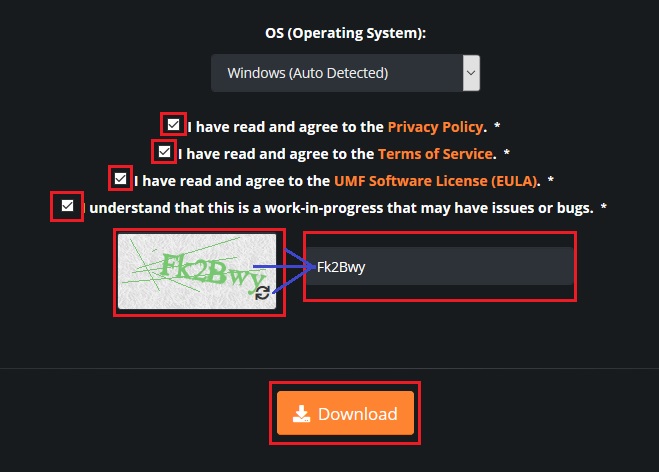 OS (Operating System):
Windows (Auto Detected)
I have read and agree to the Privacy Policy. *
I have read and agree to the Terms of Service. *
I have read and agree to the UMF Software License (EULA). *
I understand that this is a work-in-progress that may have issues or bugs. *
Fk2Bwy
Fk2Bwy
Download